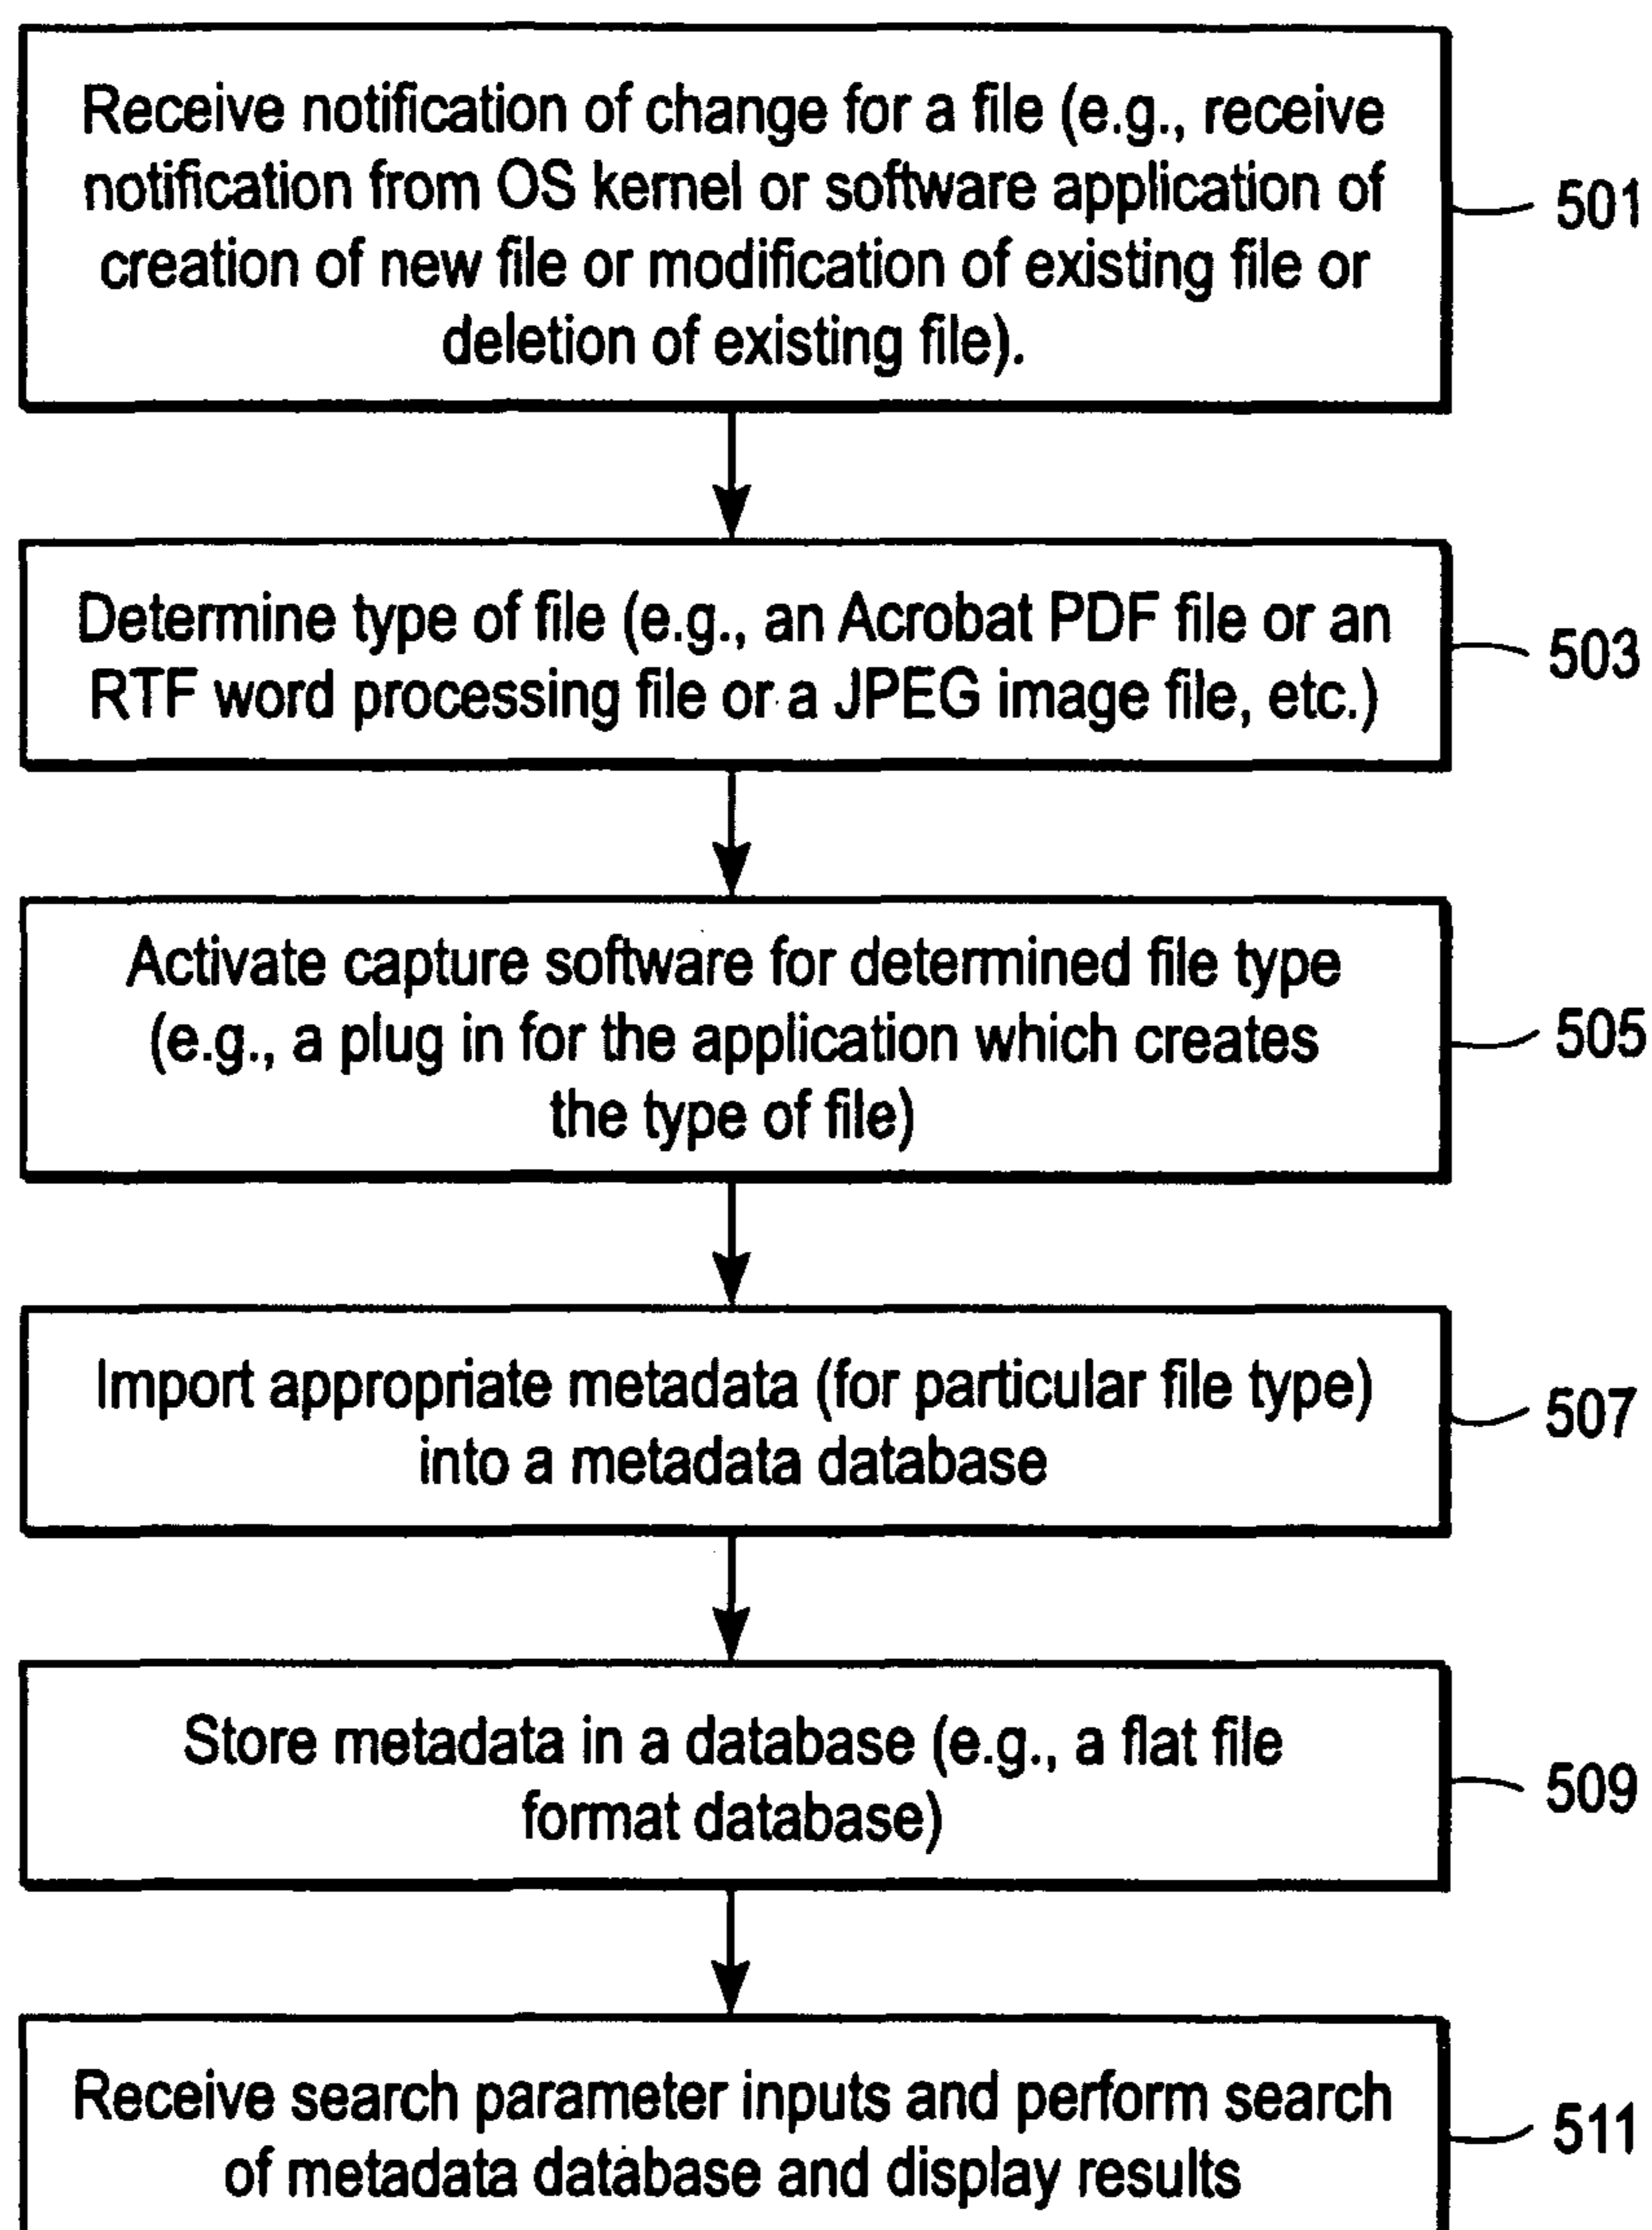 Receive notification of change for a file (e.g., receive
notification from OS kernel or software application of
creation of new file or modification of existing file or
deletion of existing file).
501
Determine type of file (e.g., an Acrobat PDF file or an
RTF word processing file or a JPEG image file, etc.)
503
Activate capture software for determined file type
(e.g., a plug in for the application which creates
the type of file)
505
Import appropriate metadata (for particular file type)
into a metadata database
507
Store metadata in a database (e.g., a flat file
format database)
509
Receive search parameter inputs and perform search
of metadata database and display results
511